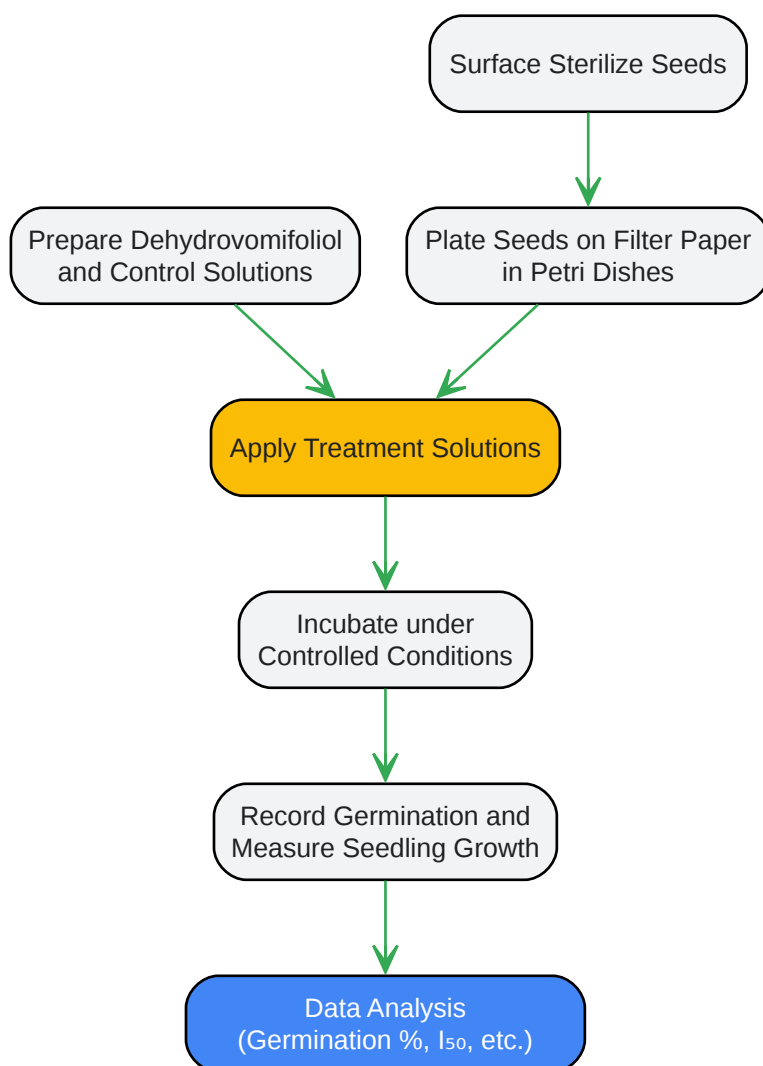 Surface Sterilize Seeds
Prepare Dehydrovomifoliol
and Control Solutions
Plate Seeds on Filter Paper
in Petri Dishes
Apply Treatment Solutions
Incubate under
Controlled Conditions
Record Germination and
Measure Seedling Growth
Data Analysis
(Germination %, I₅₀, etc.)